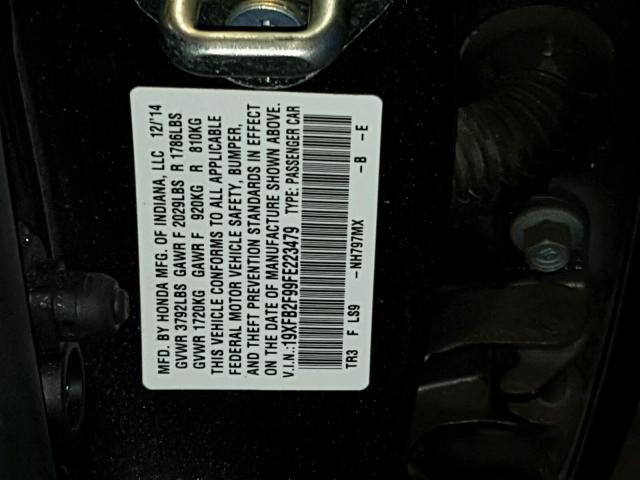 MFD. BY HONDA MFG. OF INDIANA, LLC 12/'14
GVWR 3792LBS GAWR F 2029LBS R 1786LBS
GVWR 1720KG GAWR F 920KG R 810KG
THIS VEHICLE CONFORMS TO ALL APPLICABLE
FEDERAL MOTOR VEHICLE SAFETY, BUMPER,
AND THEFT PREVENTION STANDARDS IN EFFECT
ON THE DATE OF MANUFACTURE SHOWN ABOVE.
V.I.N.: 19XFB2F99FE223479 TYPE: PASSENGER CAR
TR3 F LS9 -NH797MX -B -E